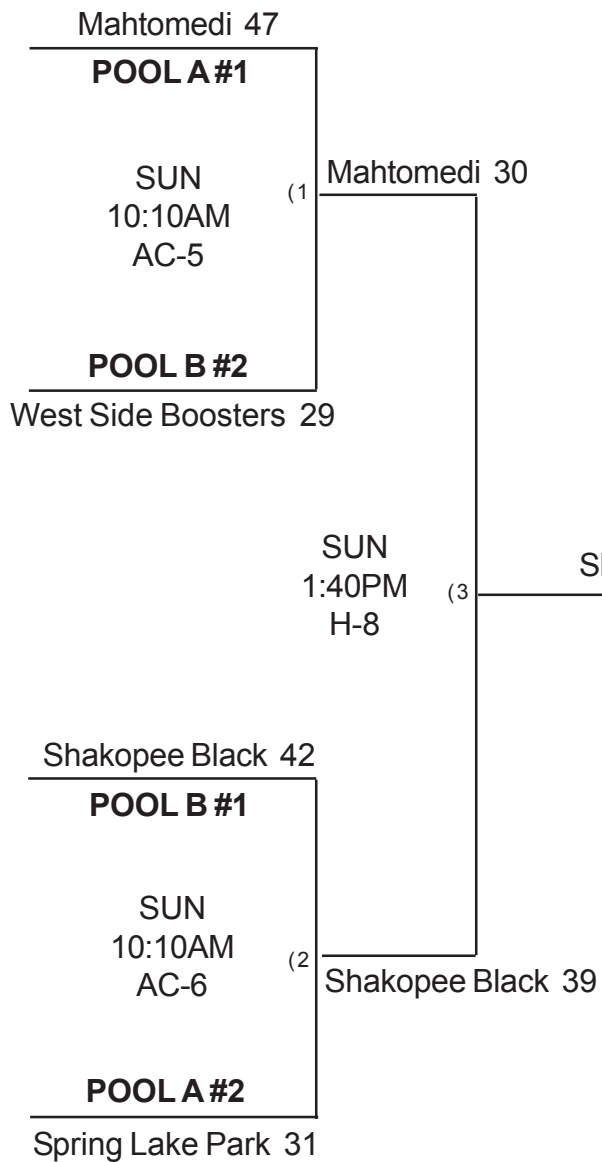 Mahtomedi 47
POOL A #1
SUN
10:10AM
AC-5
(1
Mahtomedi 30
POOL B #2
West Side Boosters 29
SUN
1:40PM
H-8
(3
Shakopee Black 42
POOL B #1
SUN
10:10AM
AC-6
(2
Shakopee Black 39
POOL A #2
Spring Lake Park 31